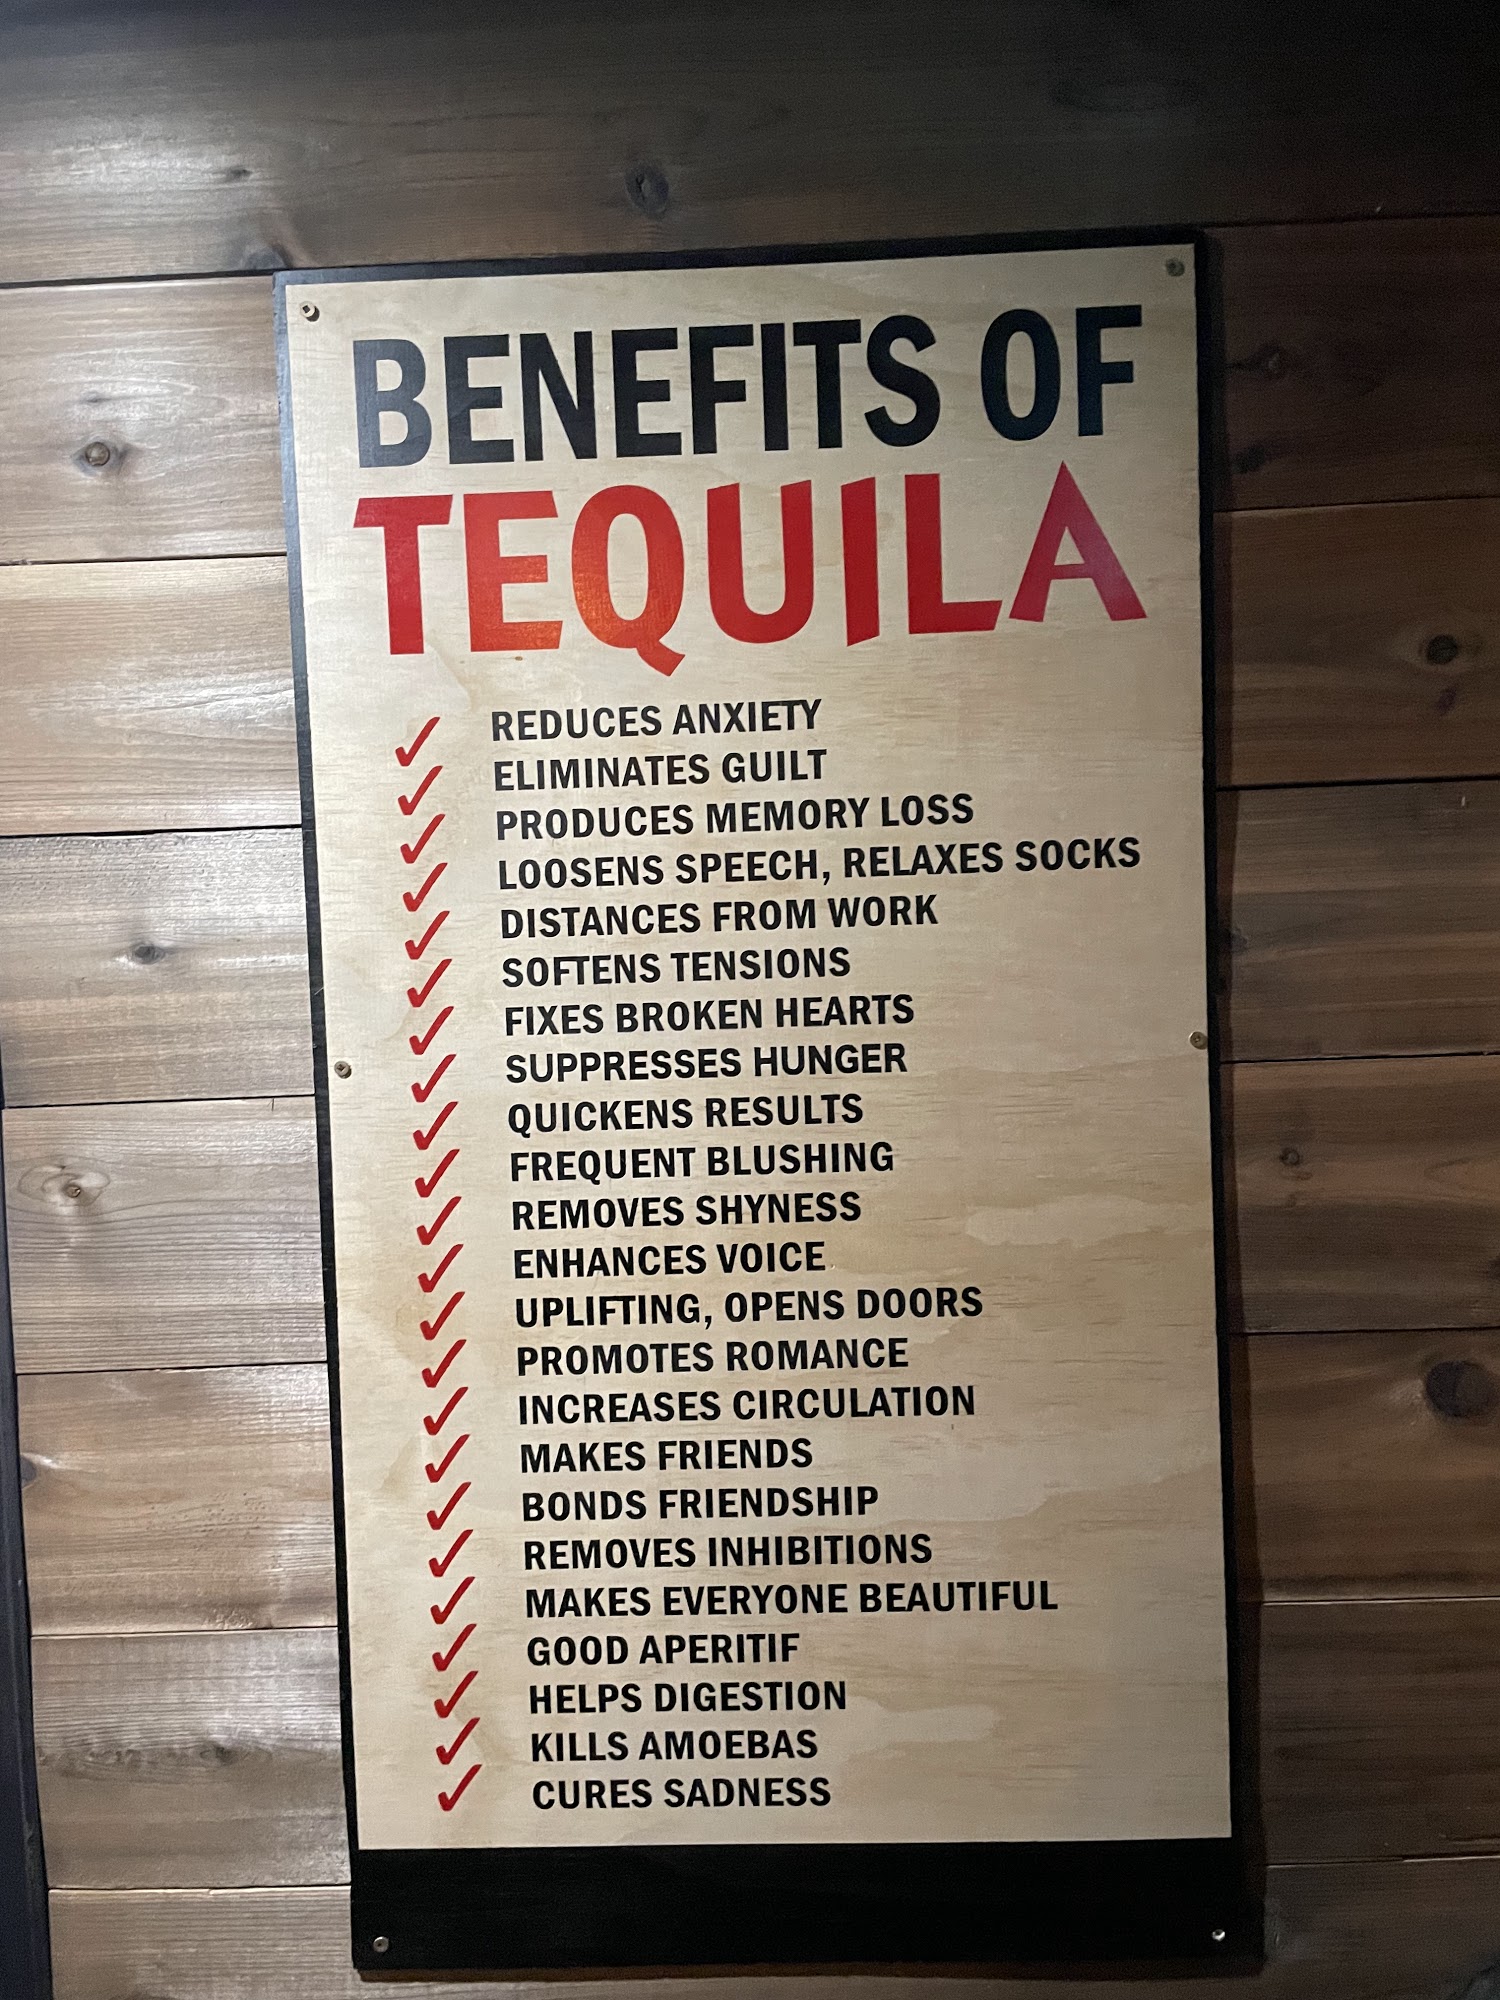 BENEFITS OF
TEQUILA
REDUCES ANXIETY
ELIMINATES GUILT
PRODUCES MEMORY LOSS
LOOSENS SPEECH, RELAXES SOCKS
DISTANCES FROM WORK
SOFTENS TENSIONS
FIXES BROKEN HEARTS
SUPPRESSES HUNGER
QUICKENS RESULTS
FREQUENT BLUSHING
REMOVES SHYNESS
ENHANCES VOICE
UPLIFTING, OPENS DOORS
PROMOTES ROMANCE
INCREASES CIRCULATION
MAKES FRIENDS
BONDS FRIENDSHIP
REMOVES INHIBITIONS
MAKES EVERYONE BEAUTIFUL
GOOD APERITIF
HELPS DIGESTION
KILLS AMOEBAS
CURES SADNESS